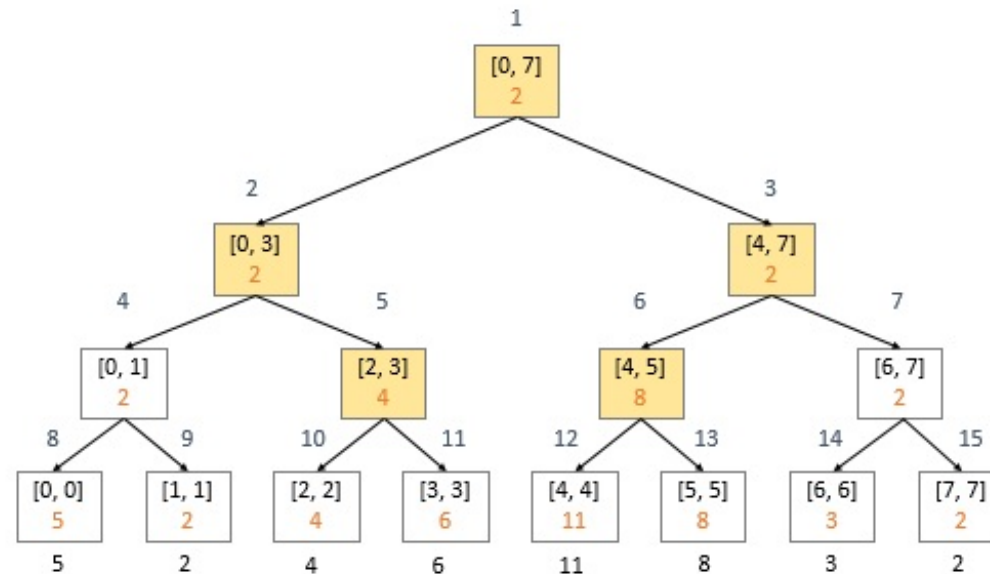 1
[0, 7]
2
2 3
[0, 3] [4, 7]
2 2
4 5 6 7
[0, 1] [2, 3] [4, 5] [6, 7]
2 4 8 2
8 9 10 11 12 13 14 15
[0, 0] [1, 1] [2, 2] [3, 3] [4, 4] [5, 5] [6, 6] [7, 7]
5 2 4 6 11 8 3 2
5 2 4 6 11 8 3 2